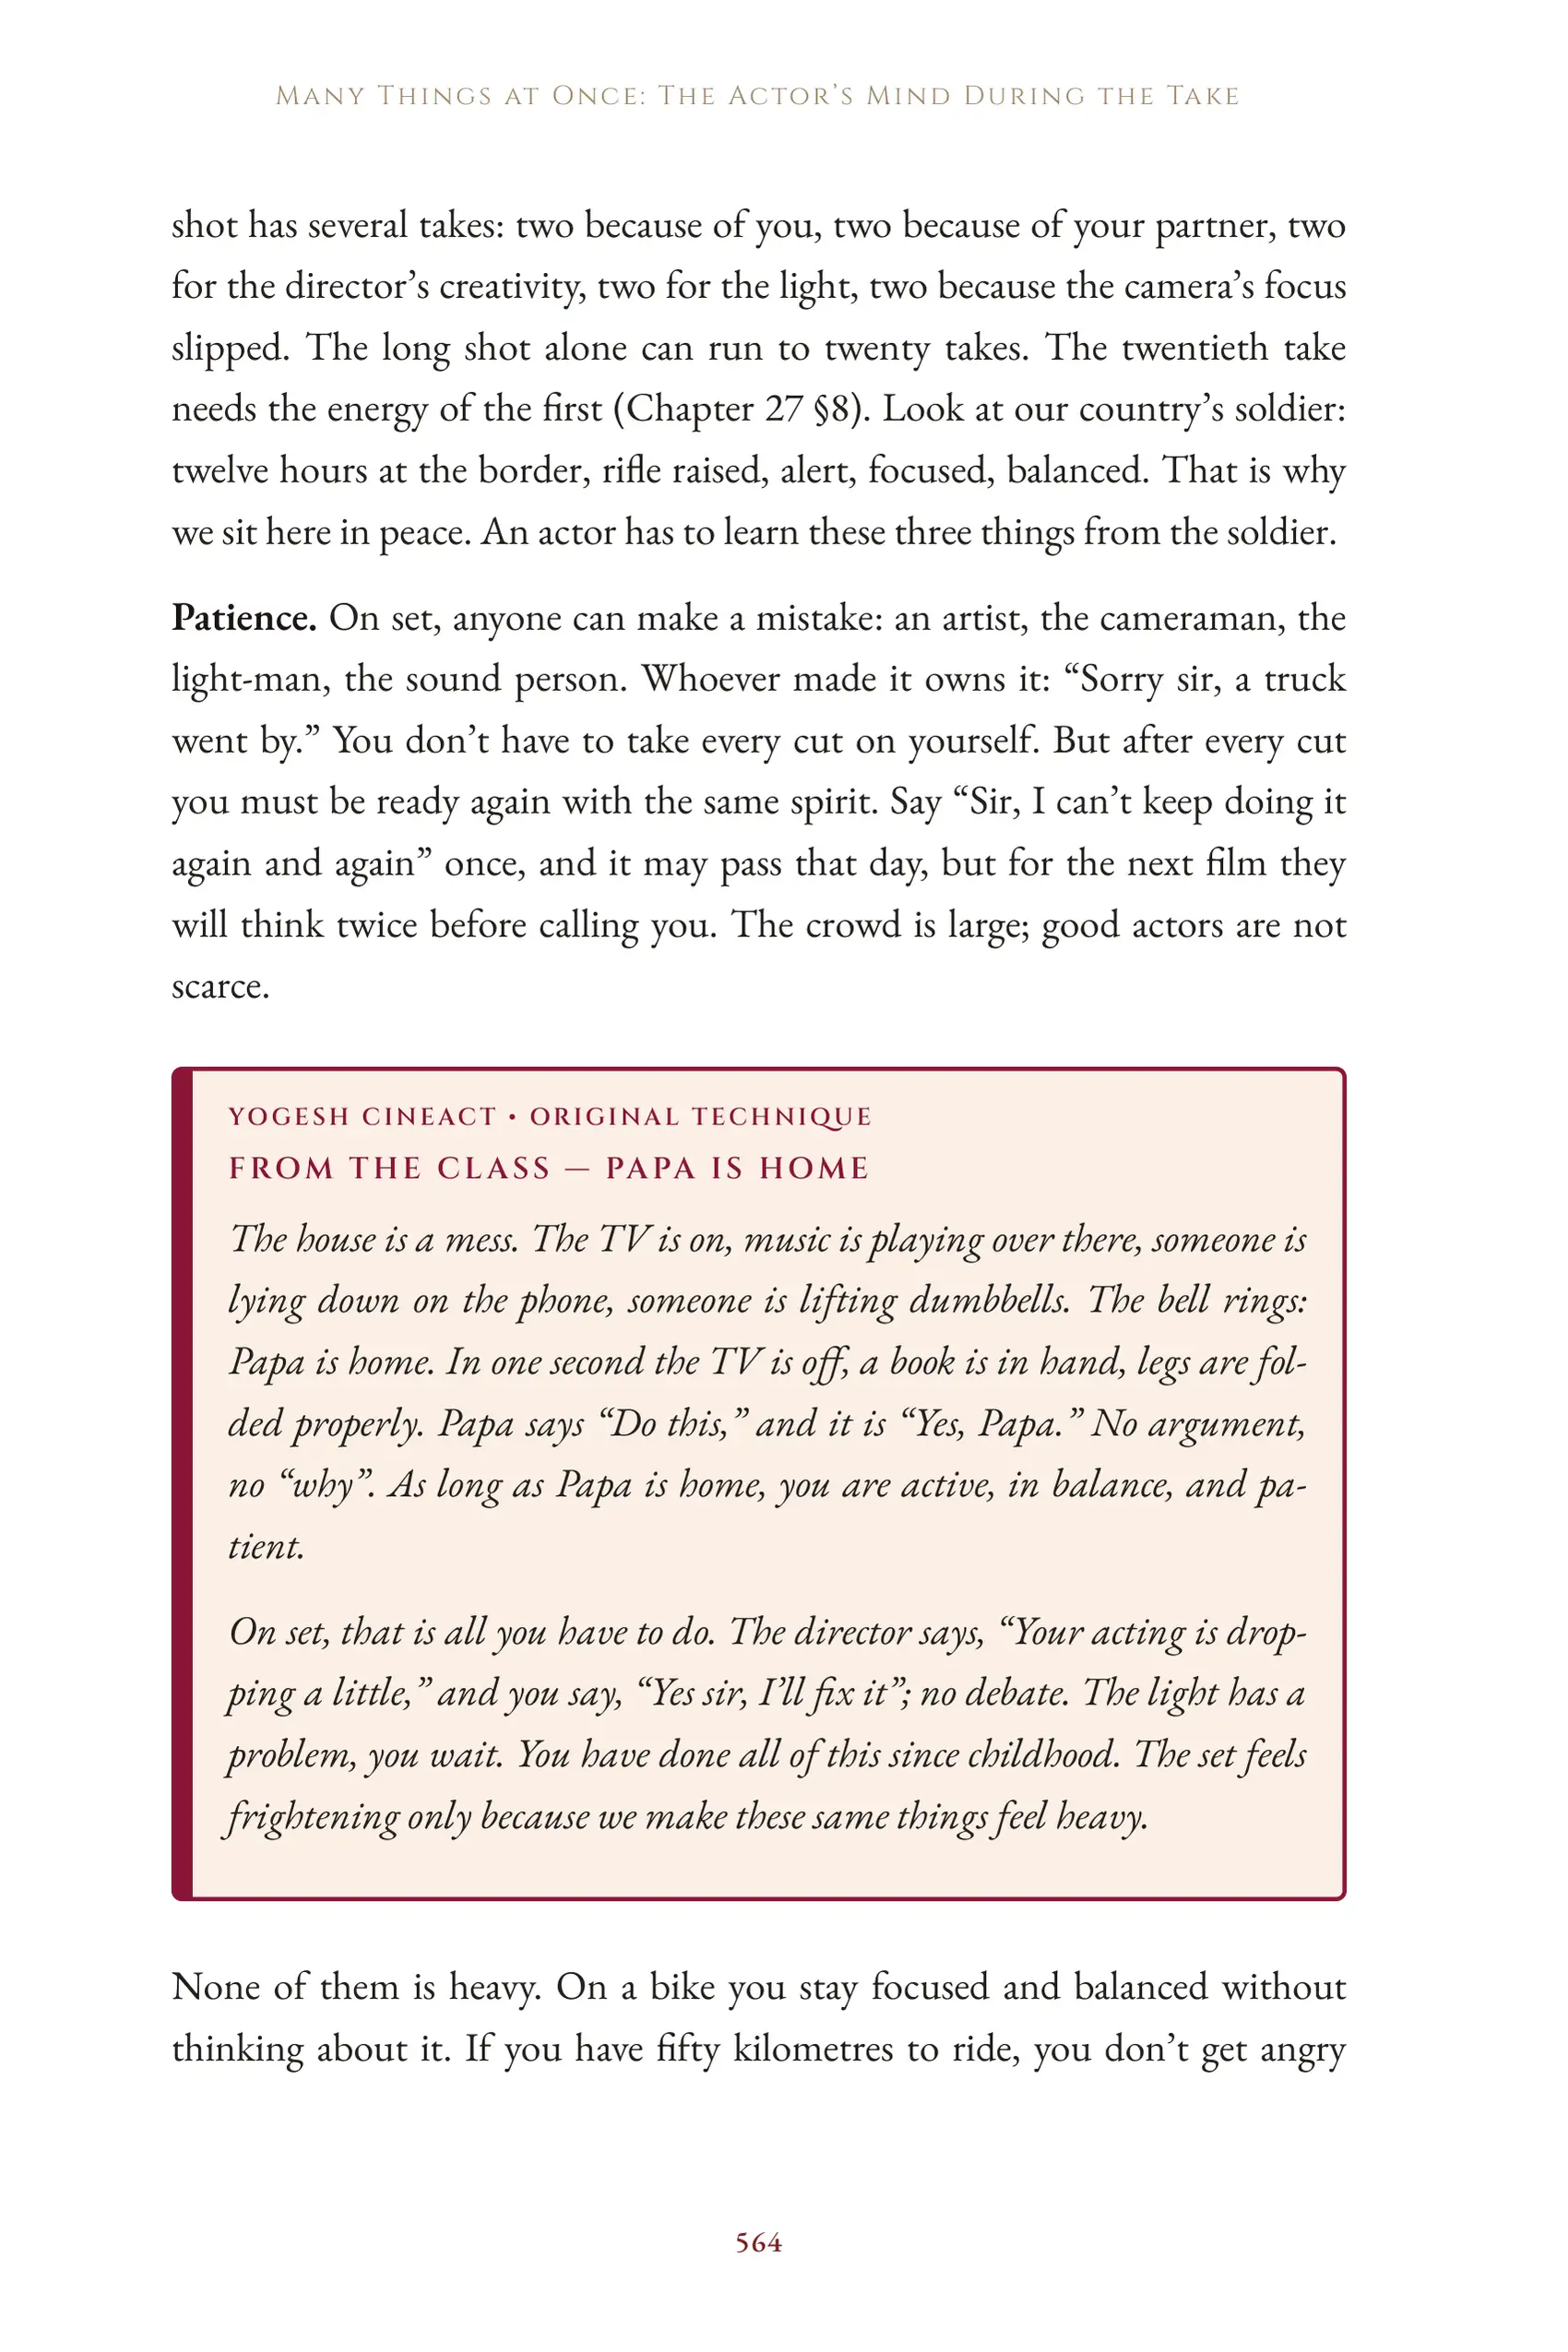 Many Things at Once: The Actor’s Mind During the Take
shot has several takes: two because of you, two because of your partner, two
for the director’s creativity, two for the light, two because the camera’s focus
slipped. The long shot alone can run to twenty takes. The twentieth take
needs the energy of the first (Chapter 27 §8). Look at our country’s soldier:
twelve hours at the border, rifle raised, alert, focused, balanced. That is why
we sit here in peace. An actor has to learn these three things from the soldier.
Patience. On set, anyone can make a mistake: an artist, the cameraman, the
light-man, the sound person. Whoever made it owns it: “Sorry sir, a truck
went by.” You don’t have to take every cut on yourself. But after every cut
you must be ready again with the same spirit. Say “Sir, I can’t keep doing it
again and again” once, and it may pass that day, but for the next film they
will think twice before calling you. The crowd is large; good actors are not
scarce.
YOGESH CINEACT • ORIGINAL TECHNIQUE
FROM THE CLASS — PAPA IS HOME
The house is a mess. The TV is on, music is playing over there, someone is
lying down on the phone, someone is lifting dumbbells. The bell rings:
Papa is home. In one second the TV is off, a book is in hand, legs are fol-
ded properly. Papa says “Do this,” and it is “Yes, Papa.” No argument,
no “why”. As long as Papa is home, you are active, in balance, and pa-
tient.
On set, that is all you have to do. The director says, “Your acting is drop-
ping a little,” and you say, “Yes sir, I’ll fix it”; no debate. The light has a
problem, you wait. You have done all of this since childhood. The set feels
frightening only because we make these same things feel heavy.
None of them is heavy. On a bike you stay focused and balanced without
thinking about it. If you have fifty kilometres to ride, you don’t get angry
564